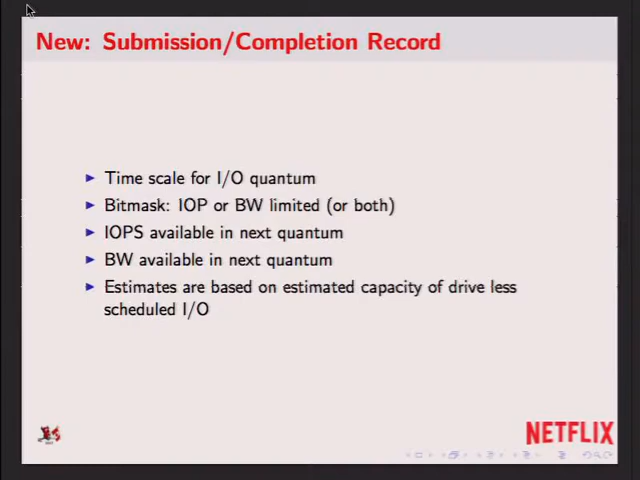 New: Submission/Completion Record
Time scale for I/O quantum
Bitmask: IOP or BW limited (or both)
IOPS available in next quantum
BW available in next quantum
Estimates are based on estimated capacity of drive less
scheduled I/O
NETFLIX